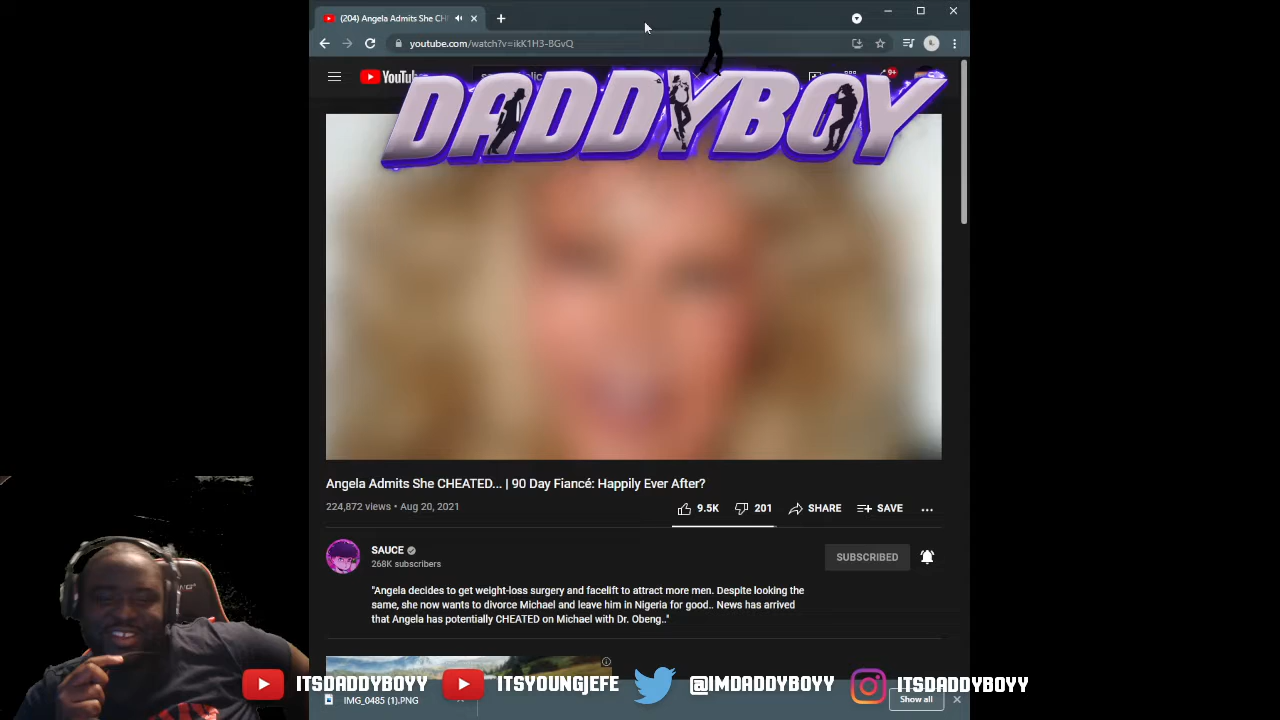 (204) Angela Admits She CH
youtube.com/watch?v=ikK1H3-BGvQ
YouTube
9+
DADDYBOY
Angela Admits She CHEATED... | 90 Day Fiancé: Happily Ever After?
224,872 views • Aug 20, 2021
9.5K
201
SHARE
SAVE
SAUCE
268K subscribers
SUBSCRIBED
"Angela decides to get weight-loss surgery and facelift to attract more men. Despite looking the
same, she now wants to divorce Michael and leave him in Nigeria for good.. News has arrived
that Angela has potentially CHEATED on Michael with Dr. Obeng.."
ITSDADDYBOYY
ITSYOUNGJEFE
@IMDADDYBOYY
ITSDADDYBOYY
IMG_0485 (1).PNG
Show all